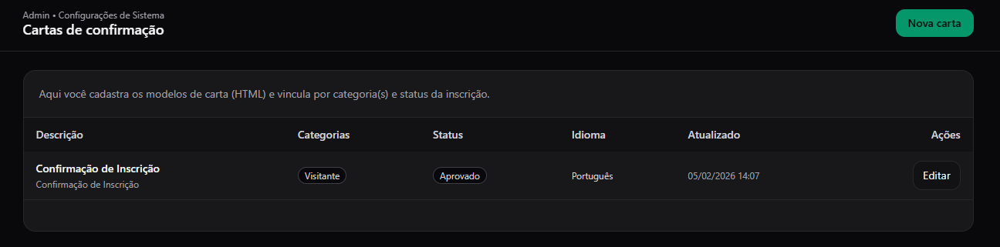 Admin • Configurações de Sistema
Cartas de confirmação
Nova carta
Aqui você cadastra os modelos de carta (HTML) e vincula por categoria(s) e status da inscrição.
Descrição Categorias Status Idioma Atualizado Ações
Confirmação de Inscrição
Confirmação de Inscrição
Visitante Aprovado Português 05/02/2026 14:07 Editar